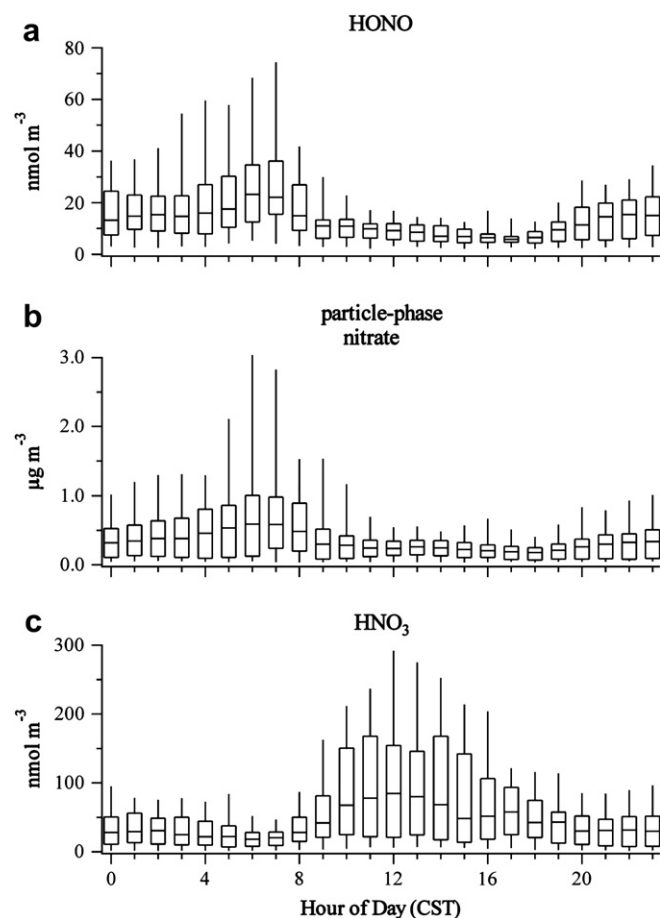 a
HONO
80
60
40
20
0
nmol m⁻³
b
particle-phase
nitrate
3.0
2.0
1.0
0.0
µg m⁻³
c
HNO₃
300
200
100
0
nmol m⁻³
0 4 8 12 16 20
Hour of Day (CST)